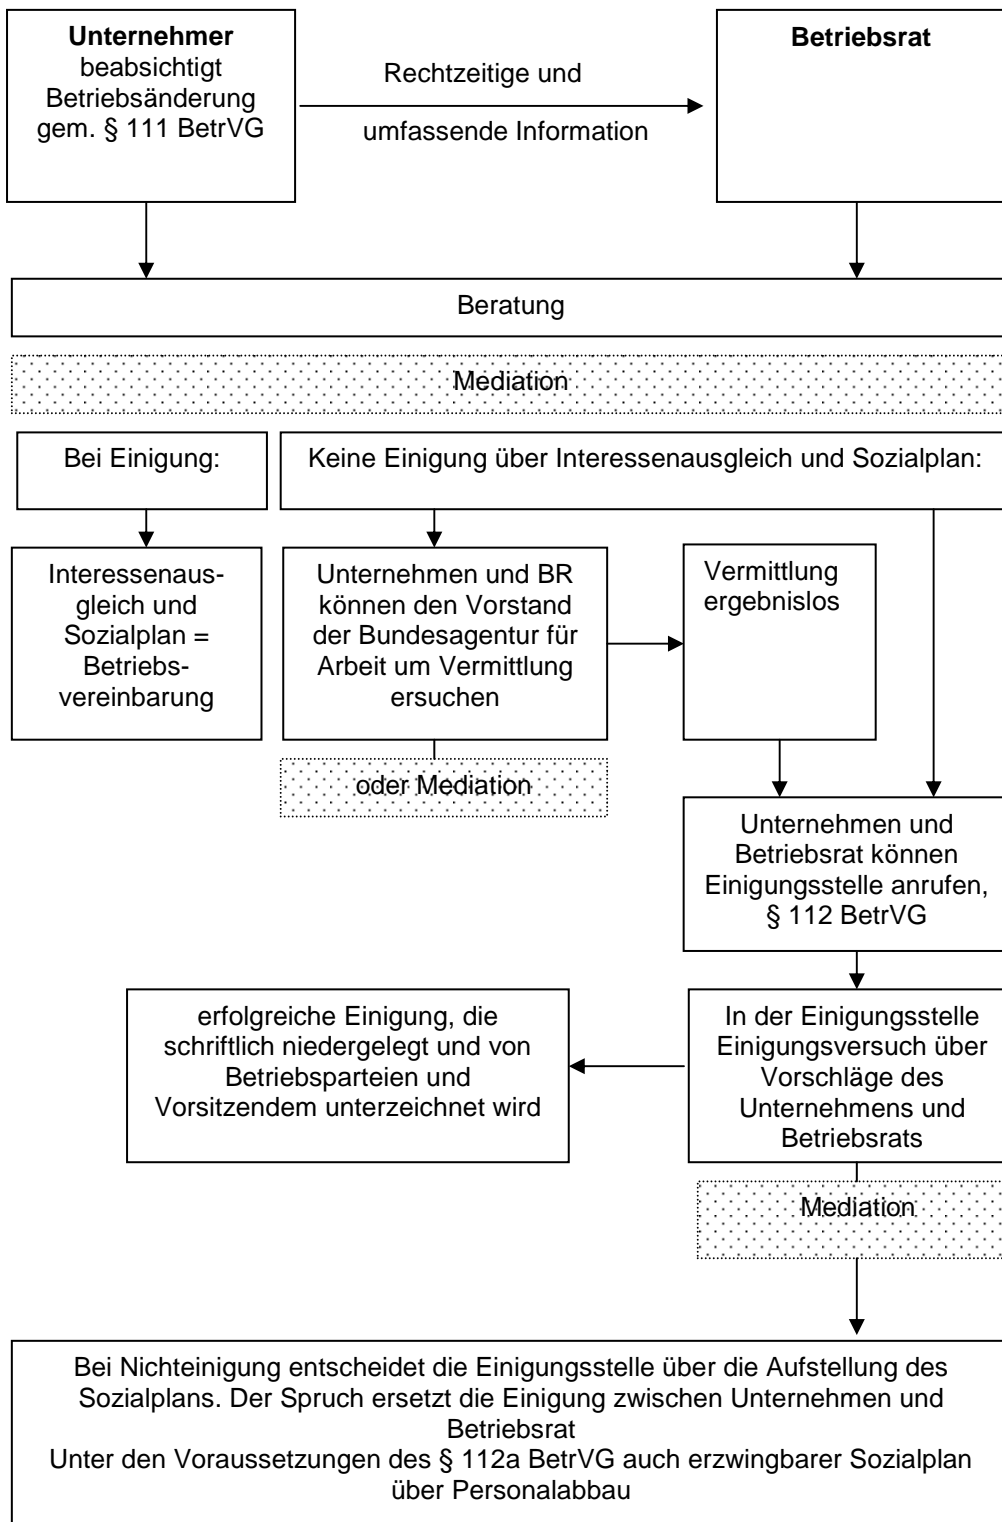 Unternehmer
beabsichtigt
Betriebsänderung
gem. § 111 BetrVG
Rechtzeitige und
umfassende Information
Betriebsrat
Beratung
Mediation
Bei Einigung:
Keine Einigung über Interessenausgleich und Sozialplan:
Interessenaus-
gleich und
Sozialplan =
Betriebs-
vereinbarung
Unternehmen und BR
können den Vorstand
der Bundesagentur für
Arbeit um Vermittlung
ersuchen
Vermittlung
ergebnislos
oder Mediation
Unternehmen und
Betriebsrat können
Einigungsstelle anrufen,
§ 112 BetrVG
erfolgreiche Einigung, die
schriftlich niedergelegt und von
Betriebsparteien und
Vorsitzendem unterzeichnet wird
In der Einigungsstelle
Einigungsversuch über
Vorschläge des
Unternehmens und
Betriebsrats
Mediation
Bei Nichteinigung entscheidet die Einigungsstelle über die Aufstellung des
Sozialplans. Der Spruch ersetzt die Einigung zwischen Unternehmen und
Betriebsrat
Unter den Voraussetzungen des § 112a BetrVG auch erzwingbarer Sozialplan
über Personalabbau